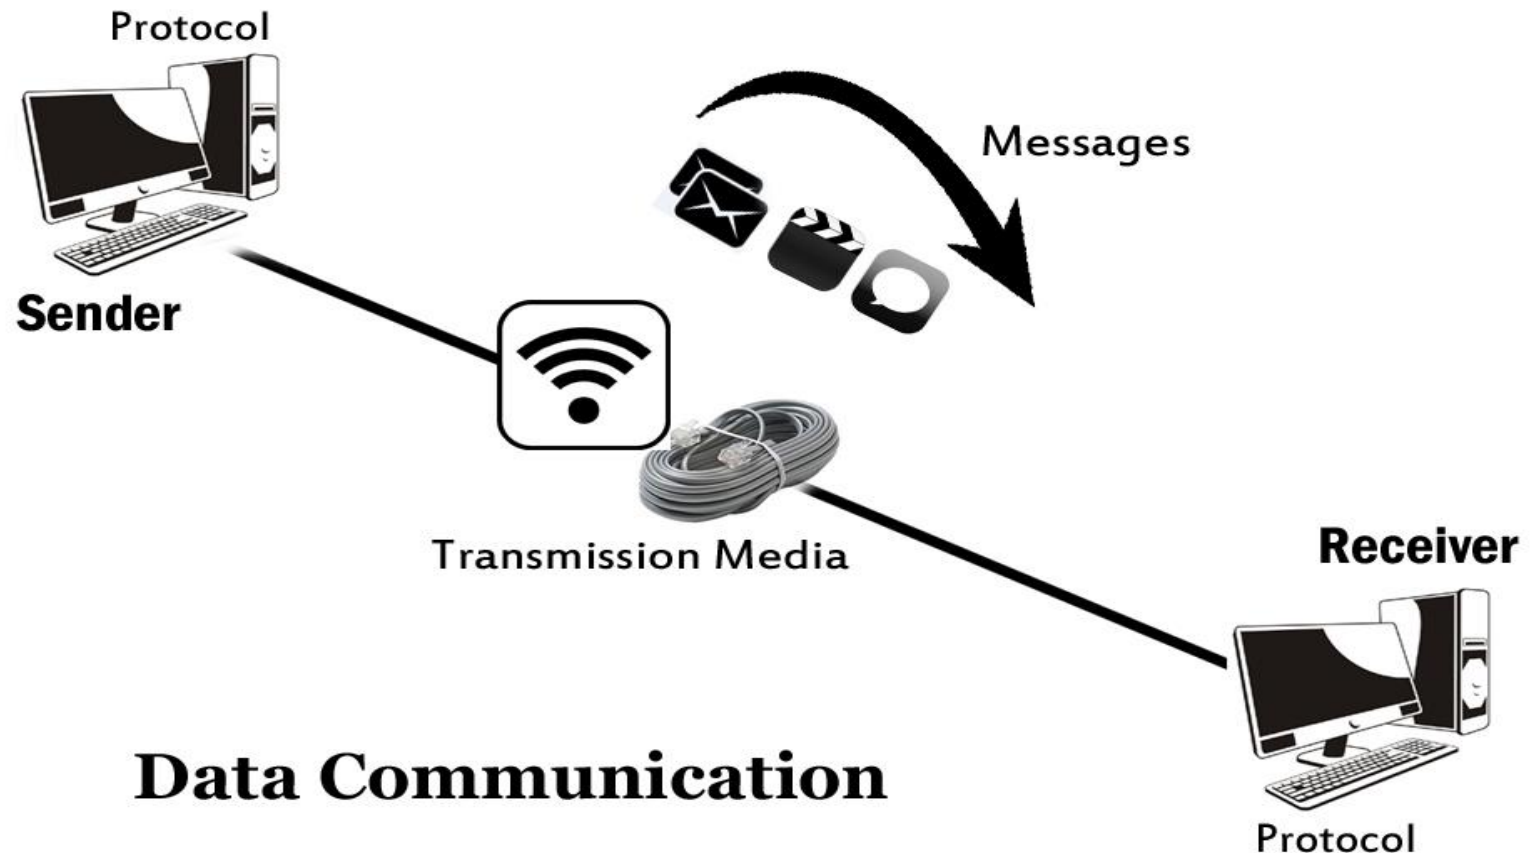 Protocol
Sender
Messages
Transmission Media
Receiver
Protocol
Data Communication